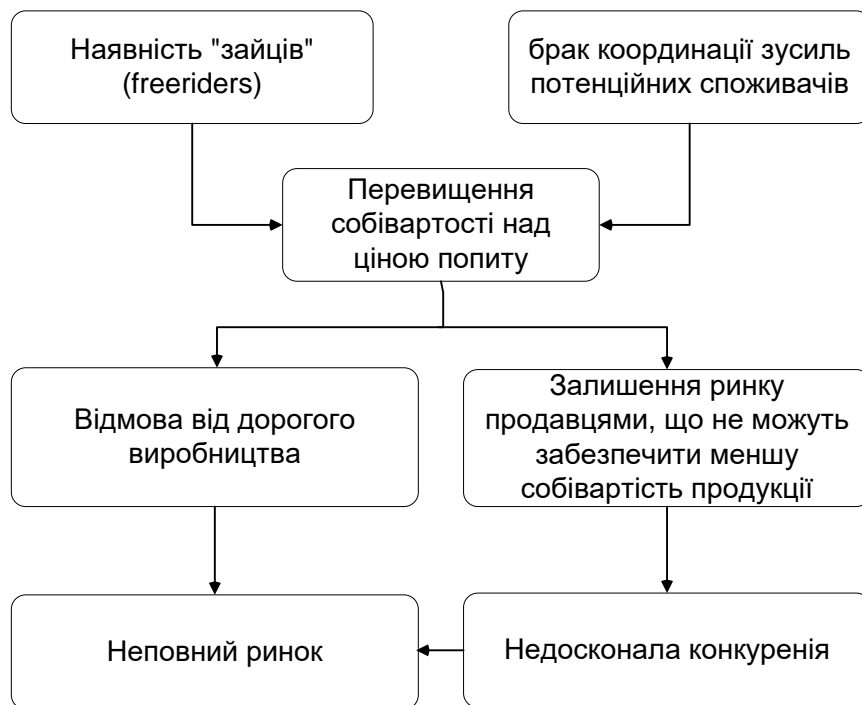 Наявність "зайців"
(freeriders)
брак координації зусиль
потенційних споживачів
Перевищення
собівартості над
ціною попиту
Відмова від дорогого
виробництва
Залишення ринку
продавцями, що не можуть
забезпечити меншу
собівартість продукції
Неповний ринок
Недосконала конкуренія